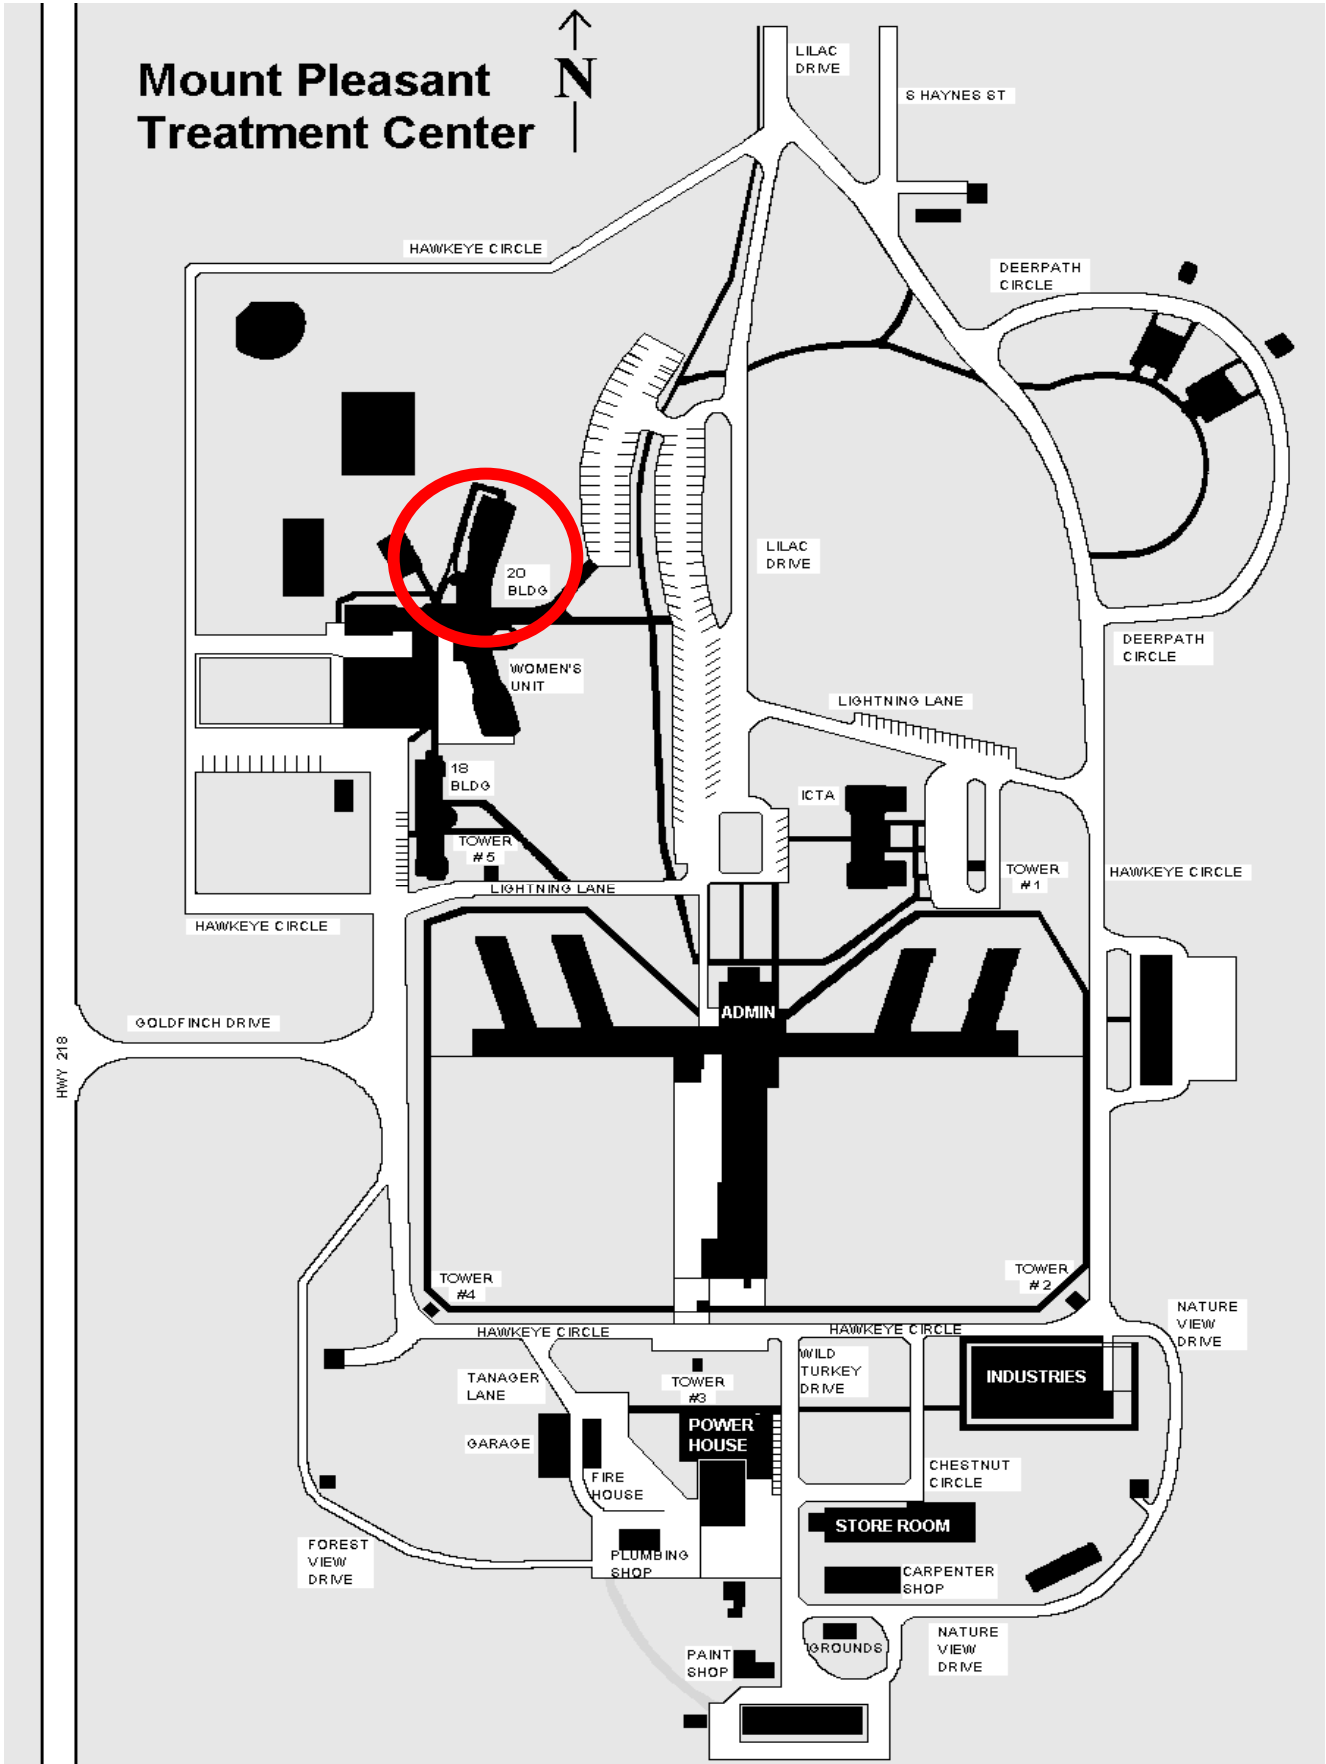 Mount Pleasant
Treatment Center
N
LILAC
DRIVE
S HAYNES ST
HAWKEYE CIRCLE
DEERPATH
CIRCLE
20
BLDG
LILAC
DRIVE
DEERPATH
CIRCLE
WOMEN'S
UNIT
LIGHTNING LANE
18
BLDG
ICTA
TOWER
#5
TOWER
#1
HAWKEYE CIRCLE
LIGHTNING LANE
HAWKEYE CIRCLE
ADMIN
GOLDFINCH DRIVE
HWY 218
TOWER
#4
TOWER
#2
NATURE
VIEW
DRIVE
HAWKEYE CIRCLE
HAWKEYE CIRCLE
WILD
TURKEY
DRIVE
TANAGER
LANE
TOWER
#3
INDUSTRIES
POWER
HOUSE
GARAGE
FIRE
HOUSE
CHESTNUT
CIRCLE
STORE ROOM
FOREST
VIEW
DRIVE
PLUMBING
SHOP
CARPENTER
SHOP
GROUNDS
NATURE
VIEW
DRIVE
PAINT
SHOP